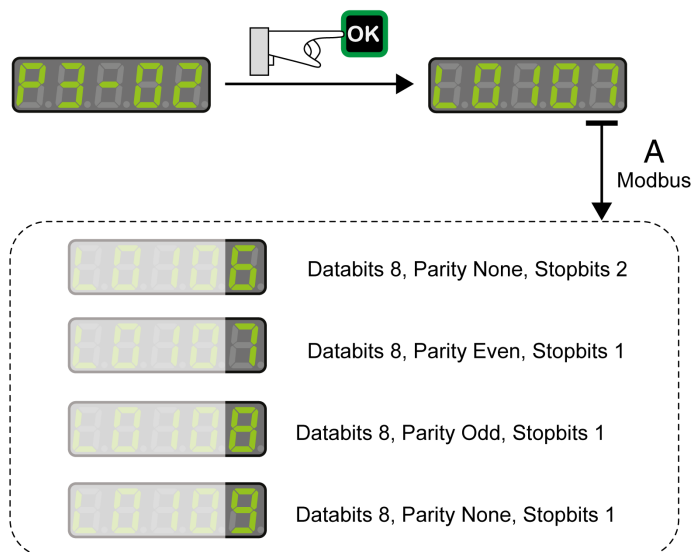 OK
P3-02
L0107
A
Modbus
L0106 Databits 8, Parity None, Stopbits 2
L0107 Databits 8, Parity Even, Stopbits 1
L0108 Databits 8, Parity Odd, Stopbits 1
L0109 Databits 8, Parity None, Stopbits 1